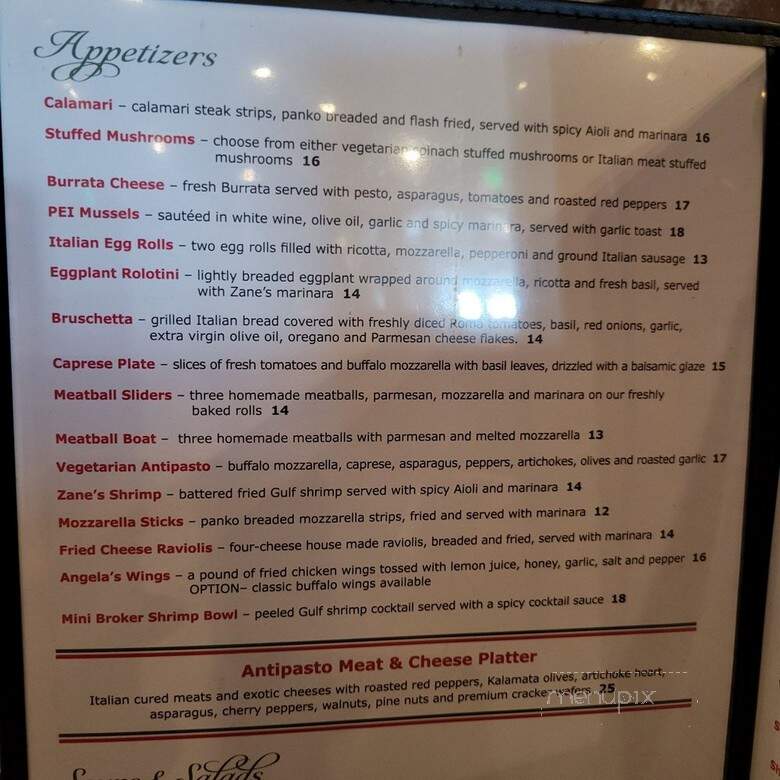 Appetizers
Calamari – calamari steak strips, panko breaded and flash fried, served with spicy Aioli and marinara 16
Stuffed Mushrooms – choose from either vegetarian spinach stuffed mushrooms or Italian meat stuffed
mushrooms 16
Burrata Cheese – fresh Burrata served with pesto, asparagus, tomatoes and roasted red peppers 17
PEI Mussels – sautéed in white wine, olive oil, garlic and spicy marinara, served with garlic toast 18
Italian Egg Rolls – two egg rolls filled with ricotta, mozzarella, pepperoni and ground Italian sausage 13
Eggplant Rolotini – lightly breaded eggplant wrapped around mozzarella, ricotta and fresh basil, served
with Zane's marinara 14
Bruschetta – grilled Italian bread covered with freshly diced Roma tomatoes, basil, red onions, garlic,
extra virgin olive oil, oregano and Parmesan cheese flakes. 14
Caprese Plate – slices of fresh tomatoes and buffalo mozzarella with basil leaves, drizzled with a balsamic glaze 15
Meatball Sliders – three homemade meatballs, parmesan, mozzarella and marinara on our freshly
baked rolls 14
Meatball Boat – three homemade meatballs with parmesan and melted mozzarella 13
Vegetarian Antipasto – buffalo mozzarella, caprese, asparagus, peppers, artichokes, olives and roasted garlic 17
Zane's Shrimp – battered fried Gulf shrimp served with spicy Aioli and marinara 14
Mozzarella Sticks – panko breaded mozzarella strips, fried and served with marinara 12
Fried Cheese Raviolis – four-cheese house made raviolis, breaded and fried, served with marinara 14
Angela's Wings – a pound of fried chicken wings tossed with lemon juice, honey, garlic, salt and pepper 16
OPTION– classic buffalo wings available
Mini Broker Shrimp Bowl – peeled Gulf shrimp cocktail served with a spicy cocktail sauce 18
Antipasto Meat & Cheese Platter
Italian cured meats and exotic cheeses with roasted red peppers, Kalamata olives, artichoke heart,
asparagus, cherry peppers, walnuts, pine nuts and premium cracker wafers 25
menupix
Soups & Salads